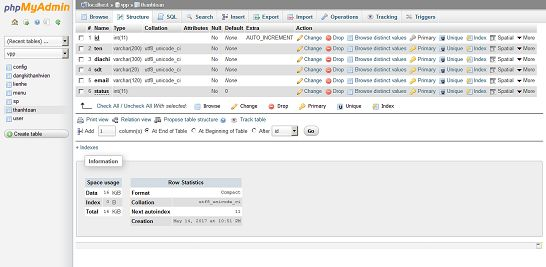 phpMyAdmin
localhost » vpp » thanhtoan
Browse Structure SQL Search Insert Export Import Operations Tracking Triggers
(Recent tables) ...
vpp
config
dangkithanhvien
lienhe
menu
sp
thanhtoan
user
Create table
# Name Type Collation Attributes Null Default Extra Action
1 id int(11) No None AUTO_INCREMENT Change Drop Browse distinct values Primary Unique Index Spatial More
2 ten varchar(200) utf8_unicode_ci No None Change Drop Browse distinct values Primary Unique Index Spatial More
3 diachi varchar(300) utf8_unicode_ci No None Change Drop Browse distinct values Primary Unique Index Spatial More
4 sdt varchar(20) utf8_unicode_ci No None Change Drop Browse distinct values Primary Unique Index Spatial More
5 email varchar(120) utf8_unicode_ci No None Change Drop Browse distinct values Primary Unique Index Spatial More
6 status int(11) No 0 Change Drop Browse distinct values Primary Unique Index Spatial More
Check All / Uncheck All With selected: Browse Change Drop Primary Unique Index
Print view Relation view Propose table structure Track table
Add 1 column(s) At End of Table At Beginning of Table After id Go
+ Indexes
Information
Space usage
Data 16 KiB
Index 0 B
Total 16 KiB
Row Statistics
Format Compact
Collation utf8_unicode_ci
Next autoindex 11
Creation May 14, 2017 at 10:51 PM